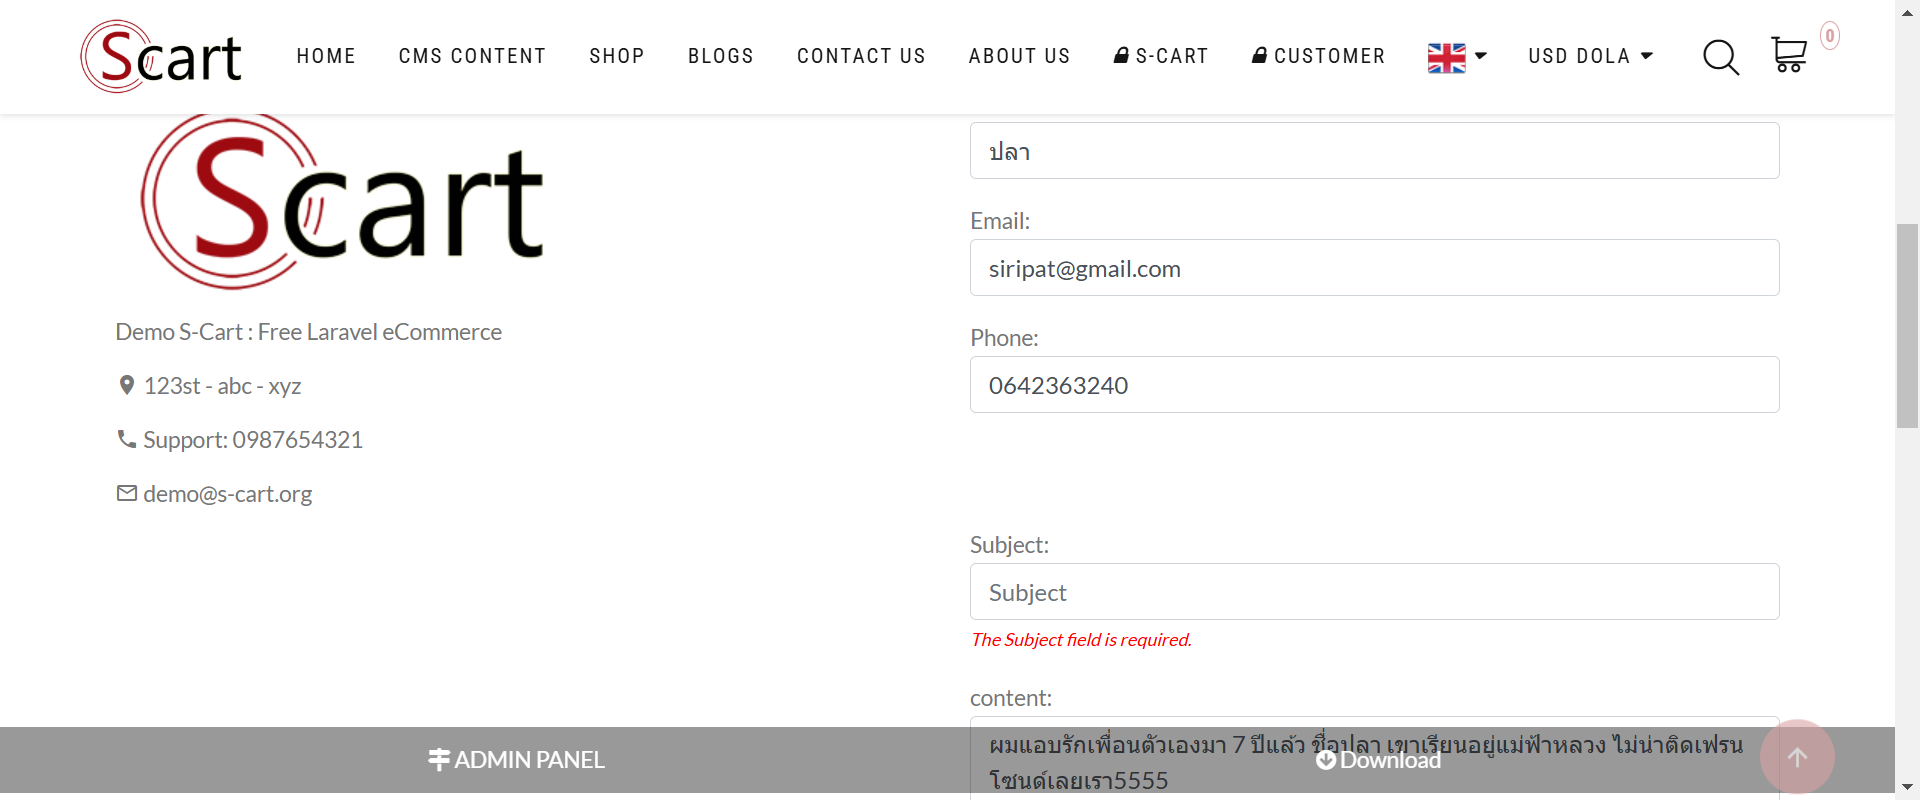 Scart HOME CMS CONTENT SHOP BLOGS CONTACT US ABOUT US S-CART CUSTOMER USD DOLA 0
Scart
Demo S-Cart : Free Laravel eCommerce
123st - abc - xyz
Support: 0987654321
demo@s-cart.org
ปลา
Email:
siripat@gmail.com
Phone:
0642363240
Subject:
Subject
The Subject field is required.
content:
ผมแอบรักเพื่อนตัวเองมา 7 ปีแล้ว ชื่อปลา เขาเรียนอยู่แม่ฟ้าหลวง ไม่น่าติดเฟรน
โซนด์เลยเรา5555
ADMIN PANEL Download